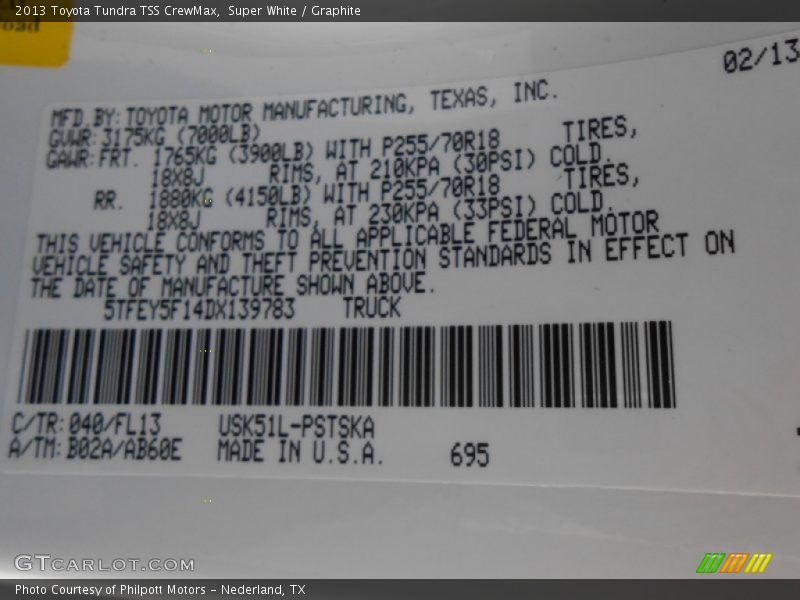 2013 Toyota Tundra TSS CrewMax, Super White / Graphite
oad
02/13
MFD.BY:TOYOTA MOTOR MANUFACTURING, TEXAS, INC.
GVWR:3175KG (7000LB)
GAWR:FRT. 1765KG (3900LB) WITH P255/70R18 TIRES,
18X8J RIMS, AT 210KPA (30PSI) COLD.
RR. 1880KG (4150LB) WITH P255/70R18 TIRES,
18X8J RIMS, AT 230KPA (33PSI) COLD.
THIS VEHICLE CONFORMS TO ALL APPLICABLE FEDERAL MOTOR
VEHICLE SAFETY AND THEFT PREVENTION STANDARDS IN EFFECT ON
THE DATE OF MANUFACTURE SHOWN ABOVE.
5TFEY5F14DX139783 TRUCK
C/TR:040/FL13 USK51L-PSTSKA
A/TM:B02A/AB60E MADE IN U.S.A. 695
GTCARLOT.COM
Photo Courtesy of Philpott Motors - Nederland, TX